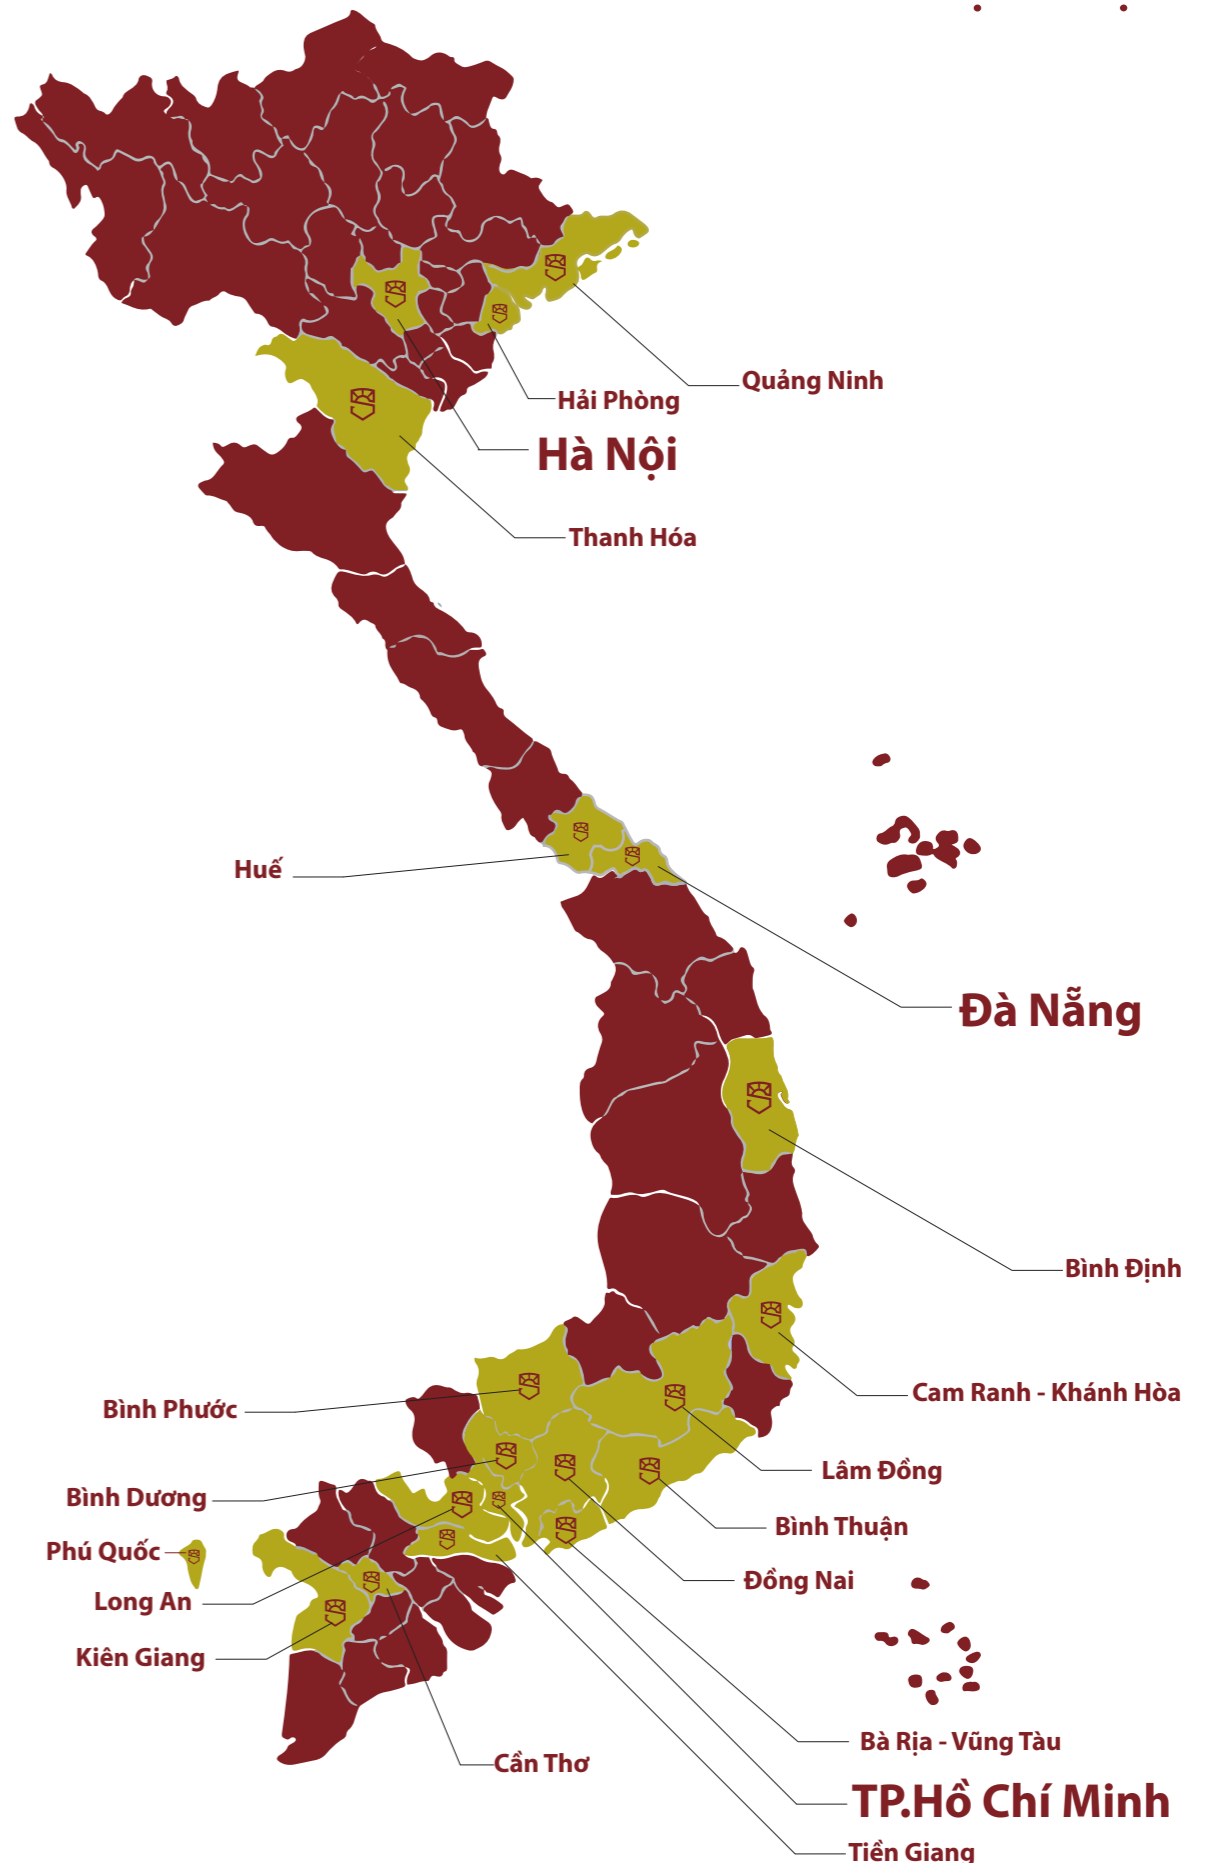 Quảng Ninh
Hải Phòng
Hà Nội
Thanh Hóa
Huế
Đà Nẵng
Bình Định
Cam Ranh - Khánh Hòa
Bình Phước
Lâm Đồng
Bình Dương
Bình Thuận
Phú Quốc
Đồng Nai
Long An
Kiên Giang
Bà Rịa - Vũng Tàu
Cần Thơ
TP.Hồ Chí Minh
Tiền Giang